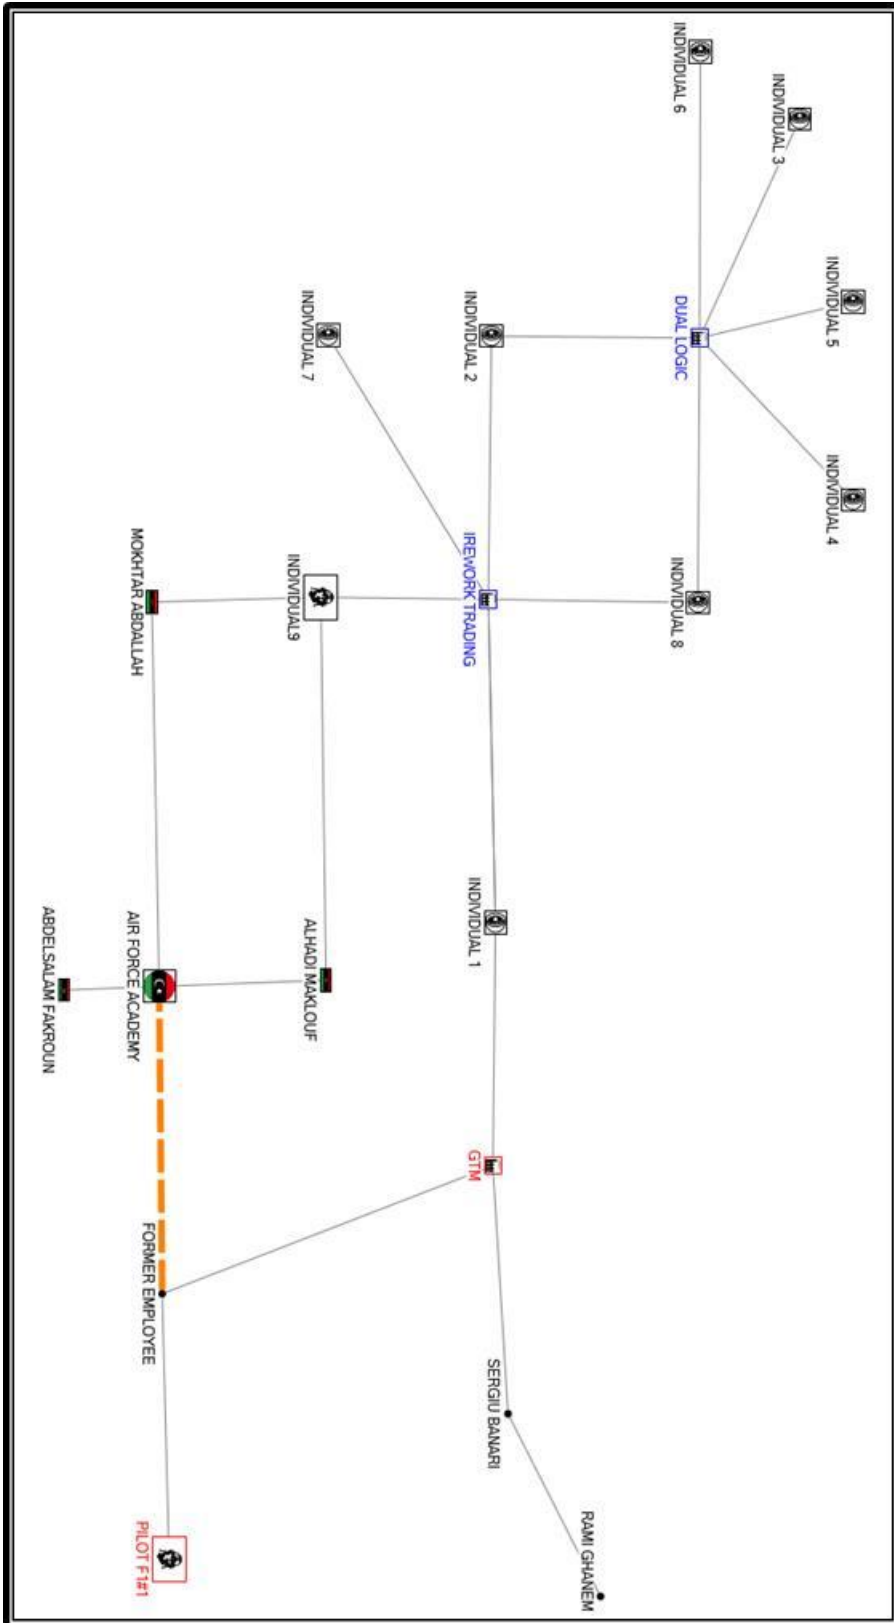 INDIVIDUAL 6
INDIVIDUAL 3
INDIVIDUAL 5
DUAL LOGIC
INDIVIDUAL 4
INDIVIDUAL 2
INDIVIDUAL 7
INDIVIDUAL 8
IREWORK TRADING
INDIVIDUAL9
MOKHTAR ABDALLAH
INDIVIDUAL 1
ALHADI MAKLOUF
AIR FORCE ACADEMY
ABDELSALAM FAKROUN
GTM
FORMER EMPLOYEE
SERGIU BANARI
RAMI GHANEM
PILOT F1#1